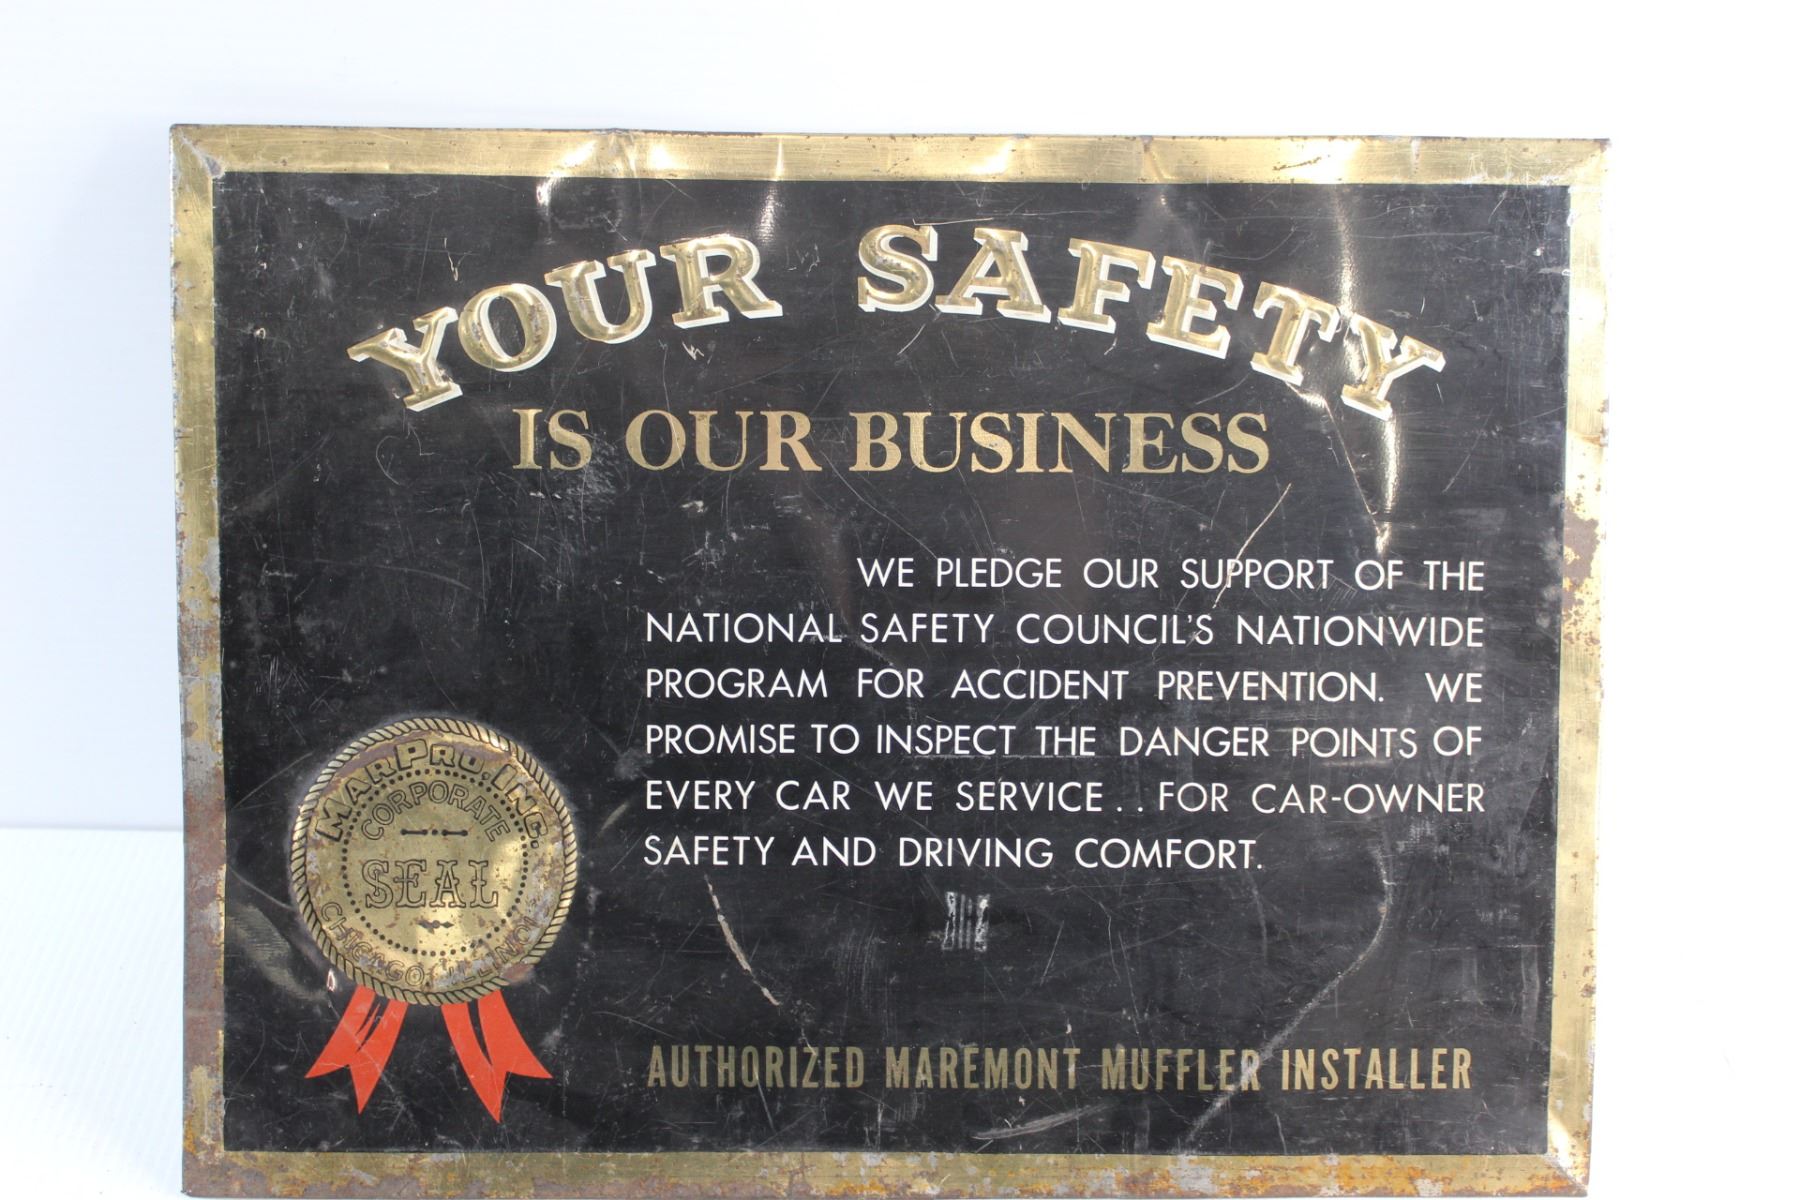 YOUR SAFETY
IS OUR BUSINESS
WE PLEDGE OUR SUPPORT OF THE
NATIONAL SAFETY COUNCIL'S NATIONWIDE
PROGRAM FOR ACCIDENT PREVENTION. WE
PROMISE TO INSPECT THE DANGER POINTS OF
EVERY CAR WE SERVICE . . FOR CAR-OWNER
SAFETY AND DRIVING COMFORT.
MARPRO, INC.
CORPORATE
SEAL
CHICAGO, ILLINOIS
AUTHORIZED MAREMONT MUFFLER INSTALLER